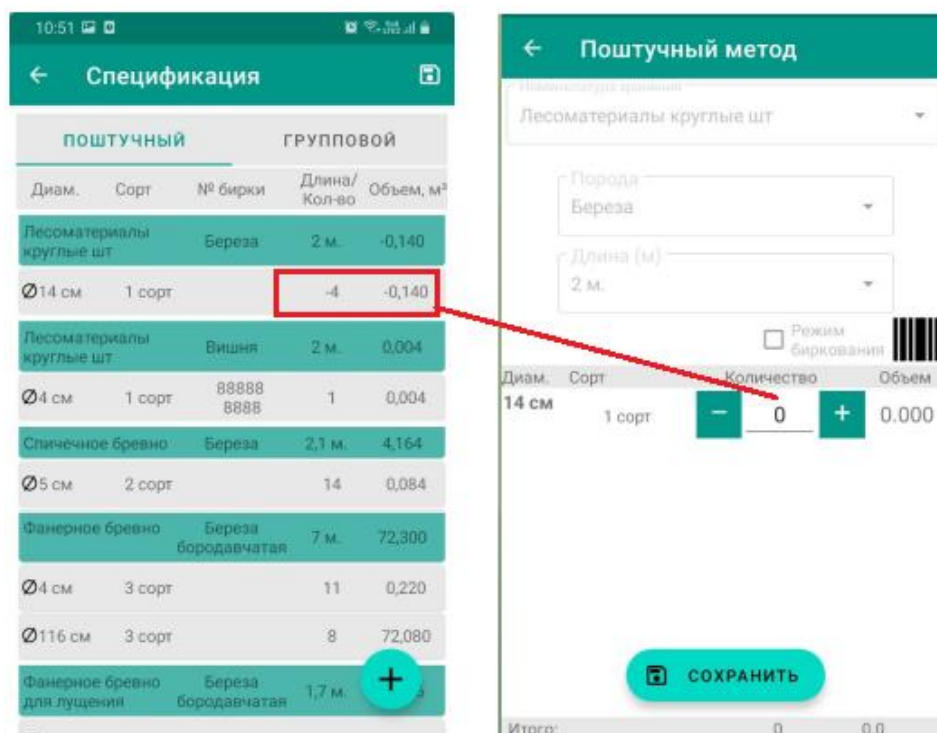 10:51
Спецификация
ПОШТУЧНЫЙ ГРУППОВОЙ
Диам. Сорт № бирки Длина/ Кол-во Объем, м³
Лесоматериалы круглые шт Береза 2 м. -0,140
Ø14 см 1 сорт -4 -0,140
Лесоматериалы круглые шт Вишня 2 м. 0,004
Ø4 см 1 сорт 88888 8888 1 0,004
Спичечное бревно Береза 2,1 м. 4,164
Ø5 см 2 сорт 14 0,084
Фанерное бревно Береза бородавчатая 7 м. 72,300
Ø4 см 3 сорт 11 0,220
Ø116 см 3 сорт 8 72,080
Фанерное бревно для лущения Береза бородавчатая 1,7 м.
+
Поштучный метод
Лесоматериалы круглые шт
Порода
Береза
Длина (м)
2 м.
Режим биркования
Диам. Сорт Количество Объем
14 см 1 сорт − 0 + 0.000
СОХРАНИТЬ
Итого: 0 0.0